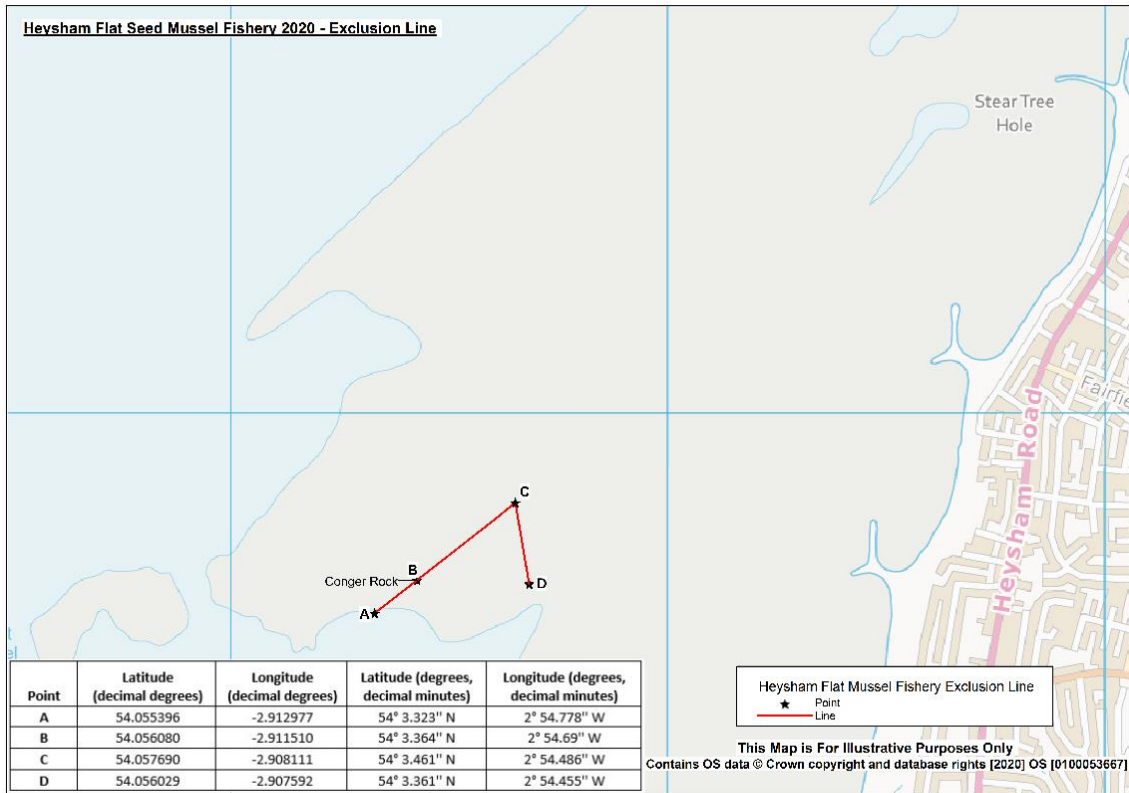 Heysham Flat Seed Mussel Fishery 2020 - Exclusion Line
Stear Tree
Hole
Heysham Road
C
B
Conger Rock
D
A
Point
Latitude
(decimal degrees)
Longitude
(decimal degrees)
Latitude (degrees,
decimal minutes)
Longitude (degrees,
decimal minutes)
A 54.055396 -2.912977 54° 3.323" N 2° 54.778" W
B 54.056080 -2.911510 54° 3.364" N 2° 54.69" W
C 54.057690 -2.908111 54° 3.461" N 2° 54.486" W
D 54.056029 -2.907592 54° 3.361" N 2° 54.455" W
Heysham Flat Mussel Fishery Exclusion Line
Point
Line
This Map is For Illustrative Purposes Only
Contains OS data © Crown copyright and database rights [2020] OS [0100053667]